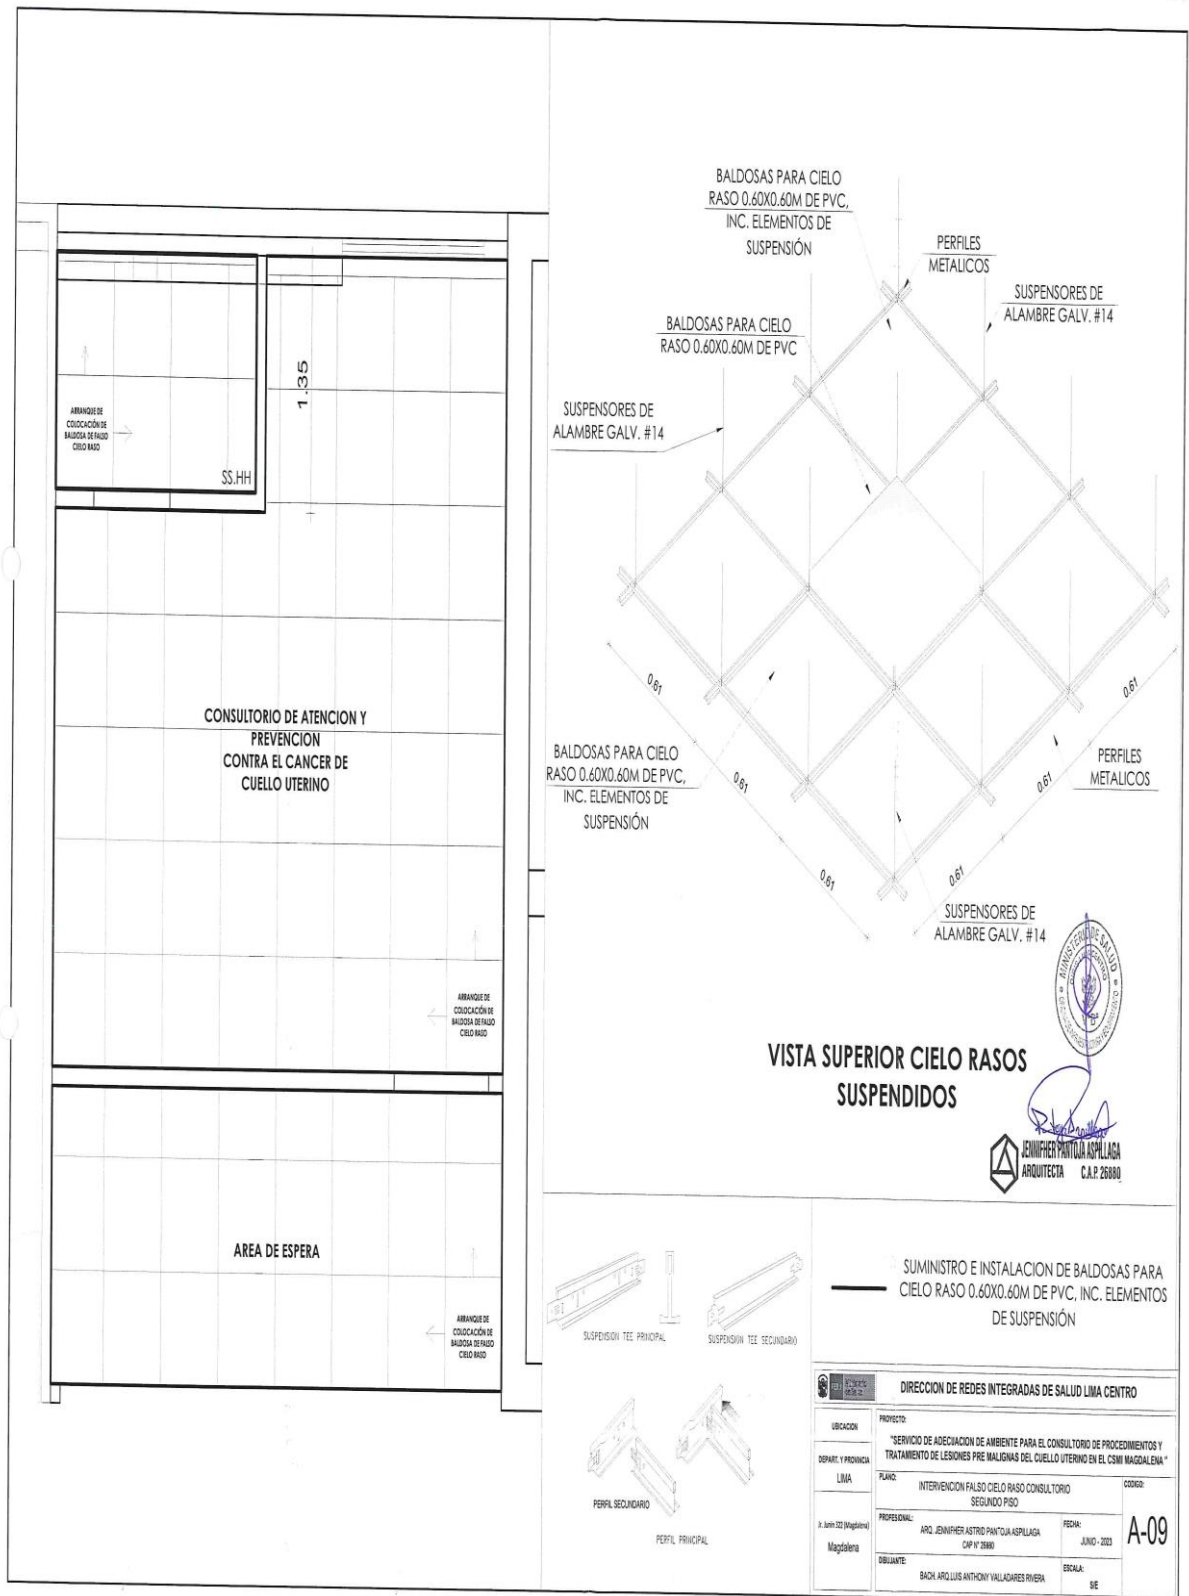 1.35
ARRANQUE DE
COLOCACIÓN DE
BALDOSA DE FALSO
CIELO RASO
SS.HH
CONSULTORIO DE ATENCION Y
PREVENCION
CONTRA EL CANCER DE
CUELLO UTERINO
ARRANQUE DE
COLOCACIÓN DE
BALDOSA DE FALSO
CIELO RASO
AREA DE ESPERA
ARRANQUE DE
COLOCACIÓN DE
BALDOSA DE FALSO
CIELO RASO
BALDOSAS PARA CIELO
RASO 0.60X0.60M DE PVC,
INC. ELEMENTOS DE
SUSPENSIÓN
PERFILES
METALICOS
SUSPENSORES DE
ALAMBRE GALV. #14
BALDOSAS PARA CIELO
RASO 0.60X0.60M DE PVC
SUSPENSORES DE
ALAMBRE GALV. #14
0.61
0.61
0.61
0.61
0.61
0.61
BALDOSAS PARA CIELO
RASO 0.60X0.60M DE PVC,
INC. ELEMENTOS DE
SUSPENSIÓN
PERFILES
METALICOS
SUSPENSORES DE
ALAMBRE GALV. #14
MINISTERIO DE SALUD
VISTA SUPERIOR CIELO RASOS
SUSPENDIDOS
JENNIFHER PANTOJA ASPILLAGA
ARQUITECTA C.A.P. 26880
SUSPENSION TEE PRINCIPAL
SUSPENSION TEE SECUNDARIO
PERFIL SECUNDARIO
PERFIL PRINCIPAL
SUMINISTRO E INSTALACION DE BALDOSAS PARA
CIELO RASO 0.60X0.60M DE PVC, INC. ELEMENTOS
DE SUSPENSIÓN
DIRECCION DE REDES INTEGRADAS DE SALUD LIMA CENTRO
UBICACION
DEPART. Y PROVINCIA
LIMA
Jr. Junin 322 (Magdalena)
Magdalena
PROYECTO:
"SERVICIO DE ADECUACION DE AMBIENTE PARA EL CONSULTORIO DE PROCEDIMIENTOS Y
TRATAMIENTO DE LESIONES PRE MALIGNAS DEL CUELLO UTERINO EN EL CSMI MAGDALENA"
PLANO:
INTERVENCION FALSO CIELO RASO CONSULTORIO
SEGUNDO PISO
CODIGO:
A-09
PROFESIONAL:
ARQ. JENNIFHER ASTRID PANTOJA ASPILLAGA
CAP N° 26880
FECHA:
JUNIO - 2023
DIBUJANTE:
BACH. ARQ.LUIS ANTHONY VALLADARES RIVERA
ESCALA:
S/E